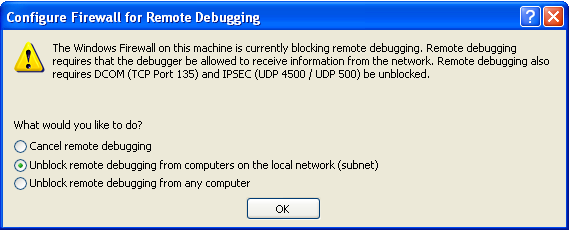 Configure Firewall for Remote Debugging
The Windows Firewall on this machine is currently blocking remote debugging. Remote debugging
requires that the debugger be allowed to receive information from the network. Remote debugging also
requires DCOM (TCP Port 135) and IPSEC (UDP 4500 / UDP 500) be unblocked.
What would you like to do?
Cancel remote debugging
Unblock remote debugging from computers on the local network (subnet)
Unblock remote debugging from any computer
OK